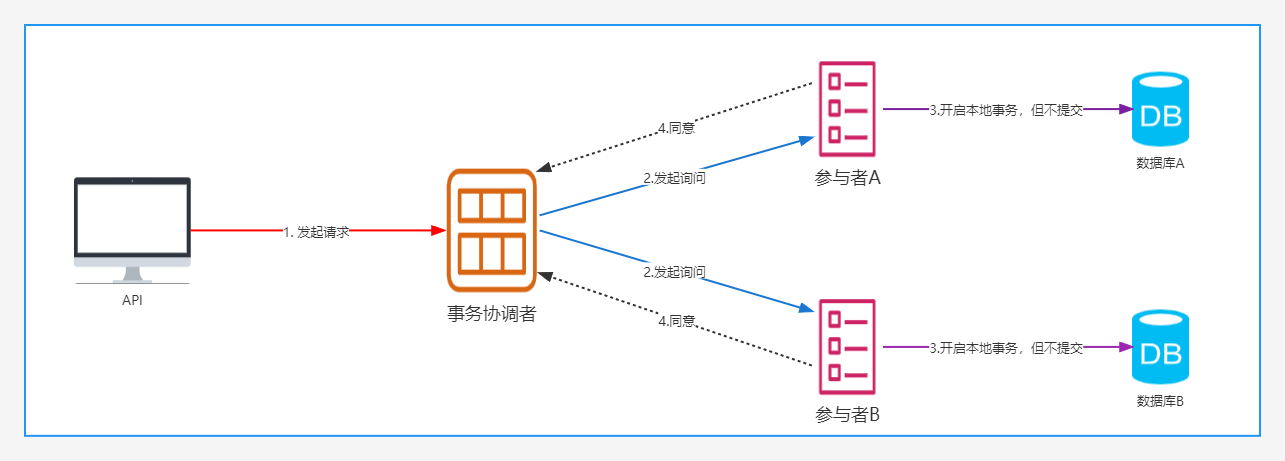 4.同意
3.开启本地事务，但不提交
DB
数据库A
2.发起询问
参与者A
1. 发起请求
API
事务协调者
2.发起询问
4.同意
3.开启本地事务，但不提交
DB
数据库B
参与者B